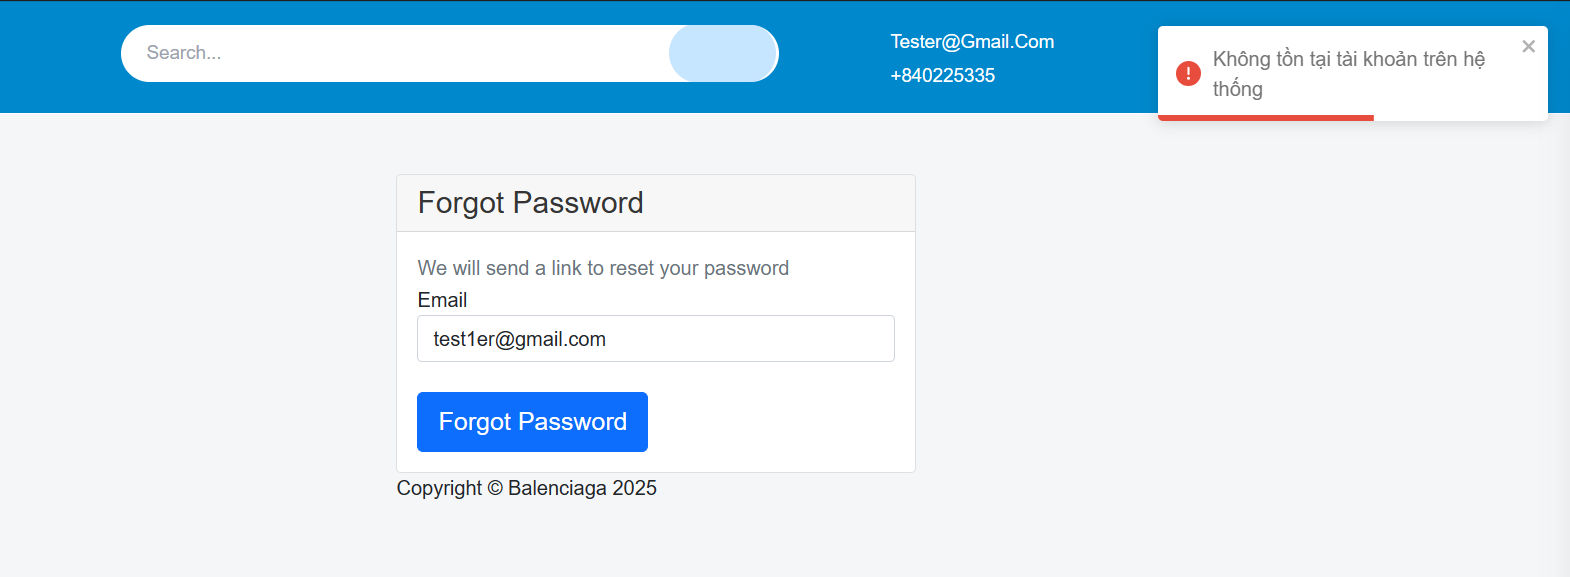 Search...
Tester@Gmail.Com
+840225335
Không tồn tại tài khoản trên hệ
thống
Forgot Password
We will send a link to reset your password
Email
test1er@gmail.com
Forgot Password
Copyright © Balenciaga 2025